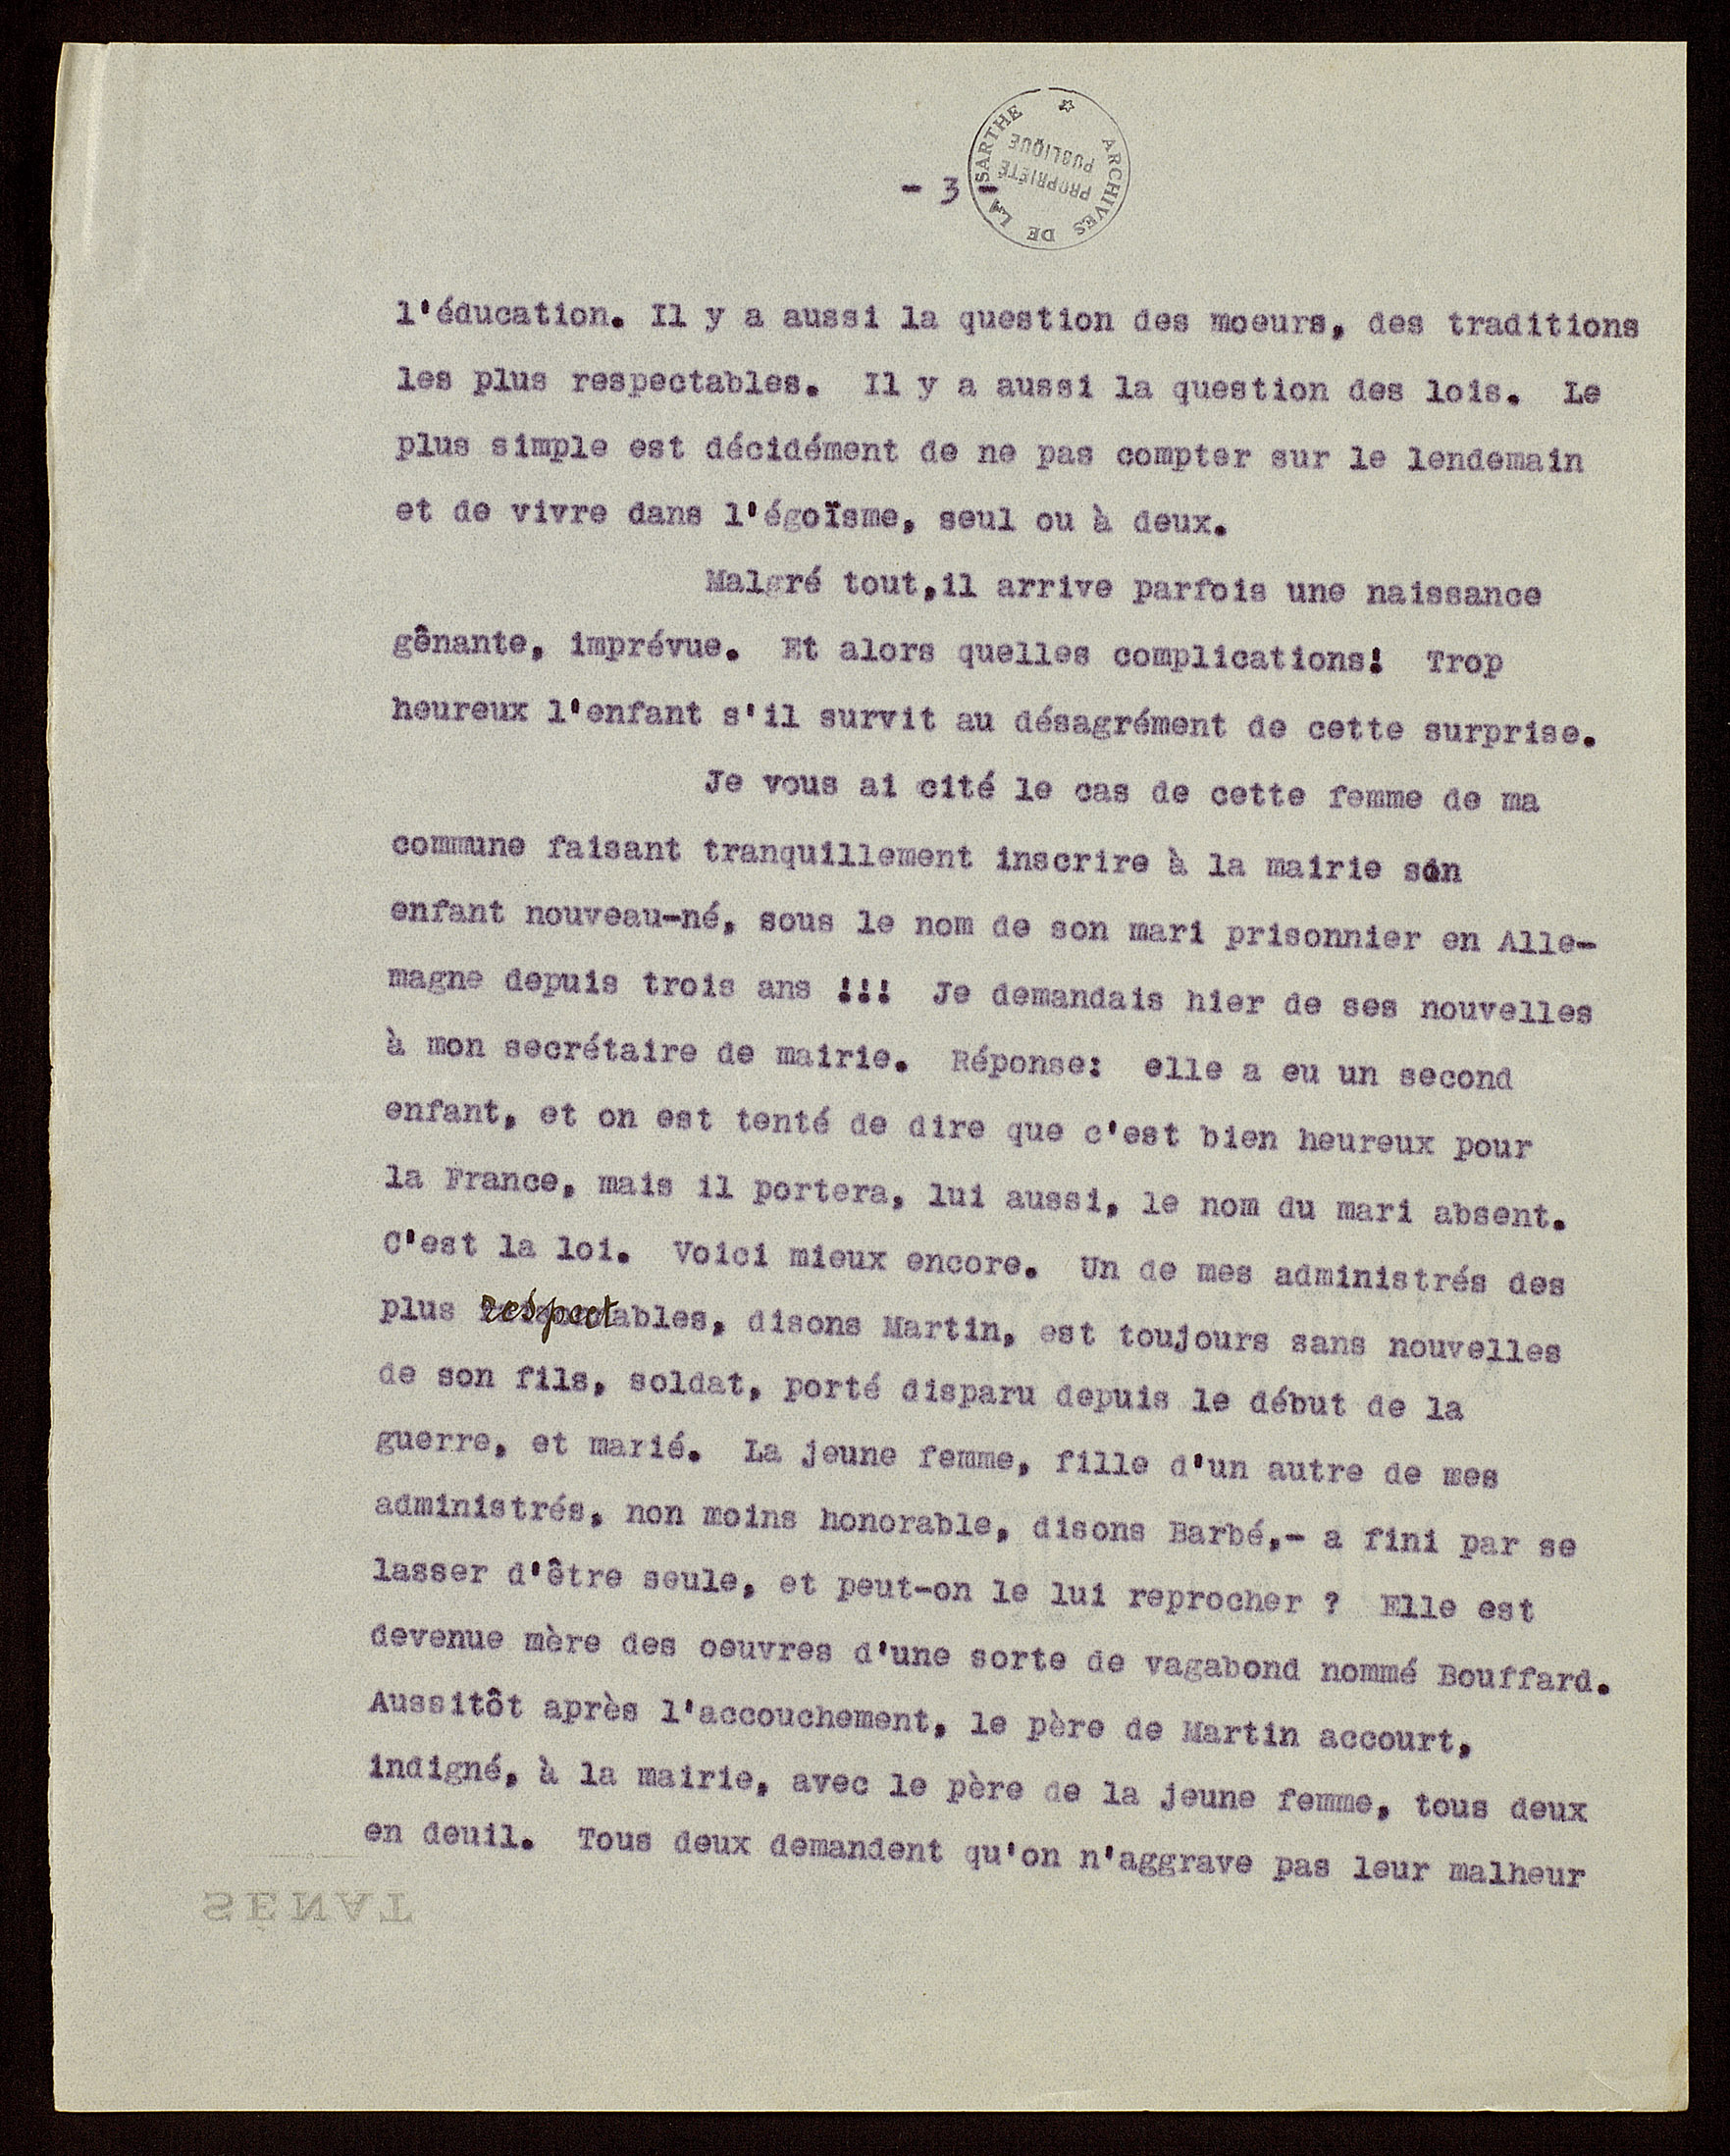 - 3 -
ARCHIVES DE LA SARTHE
PROPRIÉTÉ
PUBLIQUE
l'éducation. Il y a aussi la question des moeurs, des traditions
les plus respectables. Il y a aussi la question des lois. Le
plus simple est décidément de ne pas compter sur le lendemain
et de vivre dans l'égoïsme, seul ou à deux.
Malgré tout,il arrive parfois une naissance
gênante, imprévue. Et alors quelles complications! Trop
heureux l'enfant s'il survit au désagrément de cette surprise.
Je vous ai cité le cas de cette femme de ma
commune faisant tranquillement inscrire à la mairie son
enfant nouveau-né, sous le nom de son mari prisonnier en Alle-
magne depuis trois ans !!! Je demandais hier de ses nouvelles
à mon secrétaire de mairie. Réponse: elle a eu un second
enfant, et on est tenté de dire que c'est bien heureux pour
la France, mais il portera, lui aussi, le nom du mari absent.
C'est la loi. Voici mieux encore. Un de mes administrés des
plus respectables, disons Martin, est toujours sans nouvelles
de son fils, soldat, porté disparu depuis le début de la
guerre, et marié. La jeune femme, fille d'un autre de mes
administrés, non moins honorable, disons Barbé,- a fini par se
lasser d'être seule, et peut-on le lui reprocher ? Elle est
devenue mère des oeuvres d'une sorte de vagabond nommé Bouffard.
Aussitôt après l'accouchement, le père de Martin accourt,
indigné, à la mairie, avec le père de la jeune femme, tous deux
en deuil. Tous deux demandent qu'on n'aggrave pas leur malheur
SÉNAT